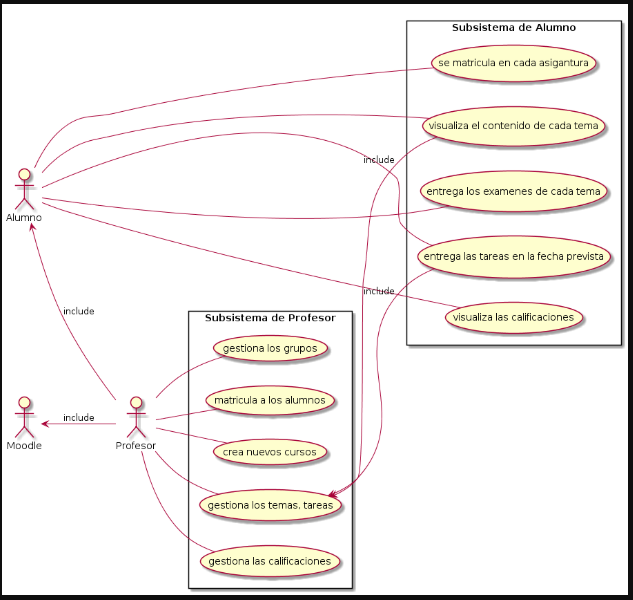 Subsistema de Alumno
se matricula en cada asigantura
visualiza el contenido de cada tema
include
entrega los examenes de cada tema
Alumno
entrega las tareas en la fecha prevista
include
include
visualiza las calificaciones
Subsistema de Profesor
gestiona los grupos
matricula a los alumnos
include
Moodle
Profesor
crea nuevos cursos
gestiona los temas, tareas
gestiona las calificaciones